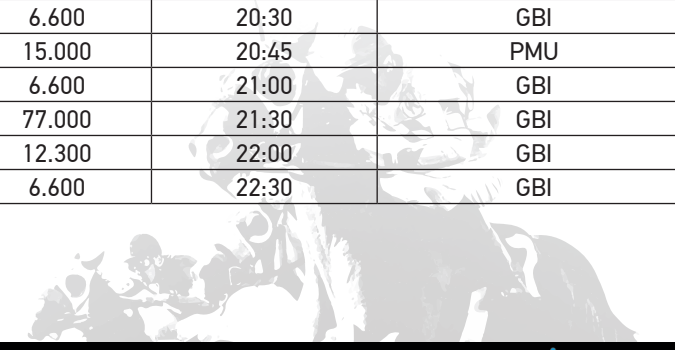 6.600 20:30 GBI
15.000 20:45 PMU
6.600 21:00 GBI
77.000 21:30 GBI
12.300 22:00 GBI
6.600 22:30 GBI